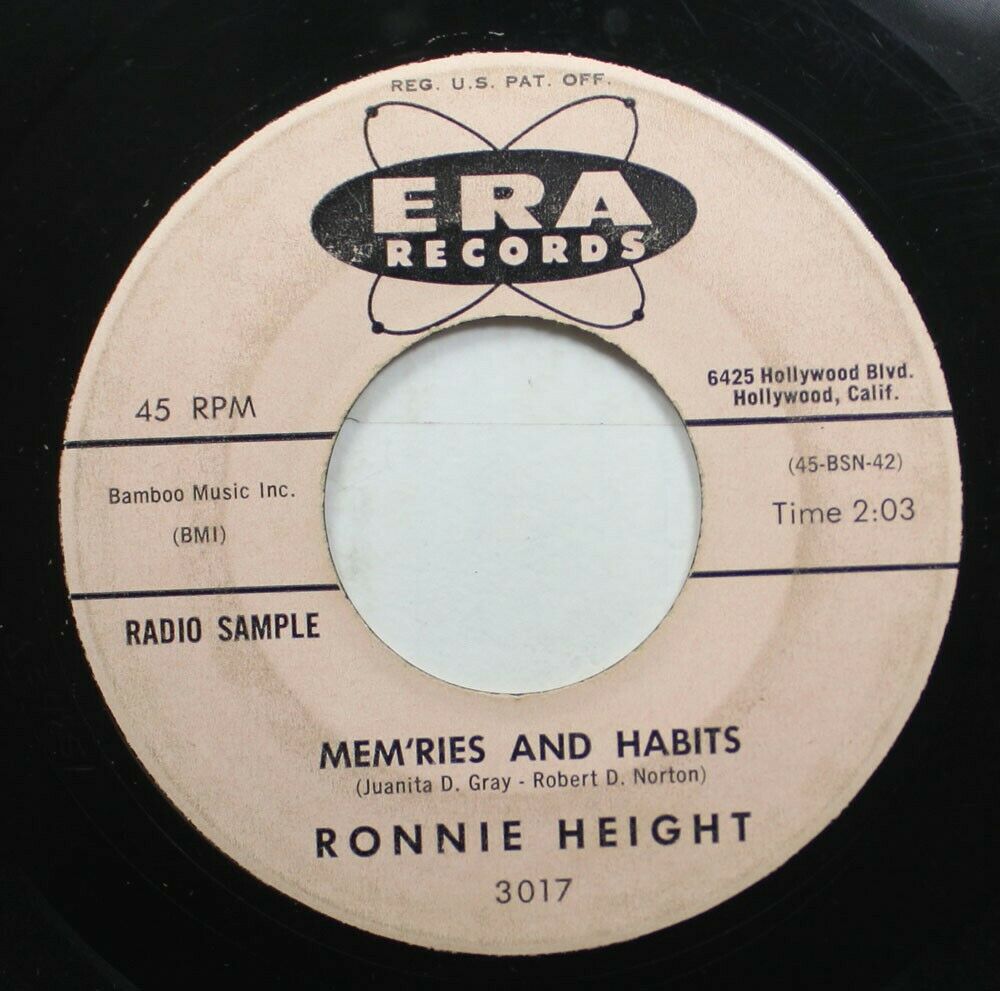 REG. U.S. PAT. OFF.
ERA
RECORDS
6425 Hollywood Blvd.
Hollywood, Calif.
45 RPM
(45-BSN-42)
Time 2:03
Bamboo Music Inc.
(BMI)
RADIO SAMPLE
MEM'RIES AND HABITS
(Juanita D. Gray - Robert D. Norton)
RONNIE HEIGHT
3017